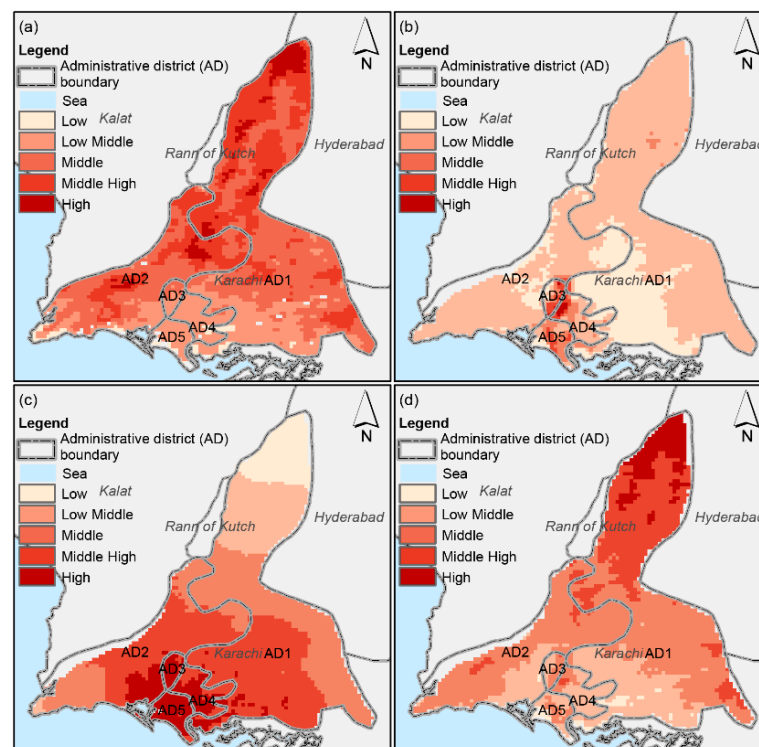 (a)
N
Legend
Administrative district (AD)
boundary
Sea
Low
Kalat
Low Middle
Middle
Rann of Kutch
Hyderabad
Middle High
High
AD2
Karachi
AD1
AD3
AD4
AD5
(b)
N
Legend
Administrative district (AD)
boundary
Sea
Low
Kalat
Low Middle
Middle
Rann of Kutch
Hyderabad
Middle High
High
AD2
Karachi
AD1
AD3
AD4
AD5
(c)
N
Legend
Administrative district (AD)
boundary
Sea
Low
Kalat
Low Middle
Middle
Rann of Kutch
Hyderabad
Middle High
High
AD2
Karachi
AD1
AD3
AD4
AD5
(d)
N
Legend
Administrative district (AD)
boundary
Sea
Low
Kalat
Low Middle
Middle
Rann of Kutch
Hyderabad
Middle High
High
AD2
Karachi
AD1
AD3
AD4
AD5